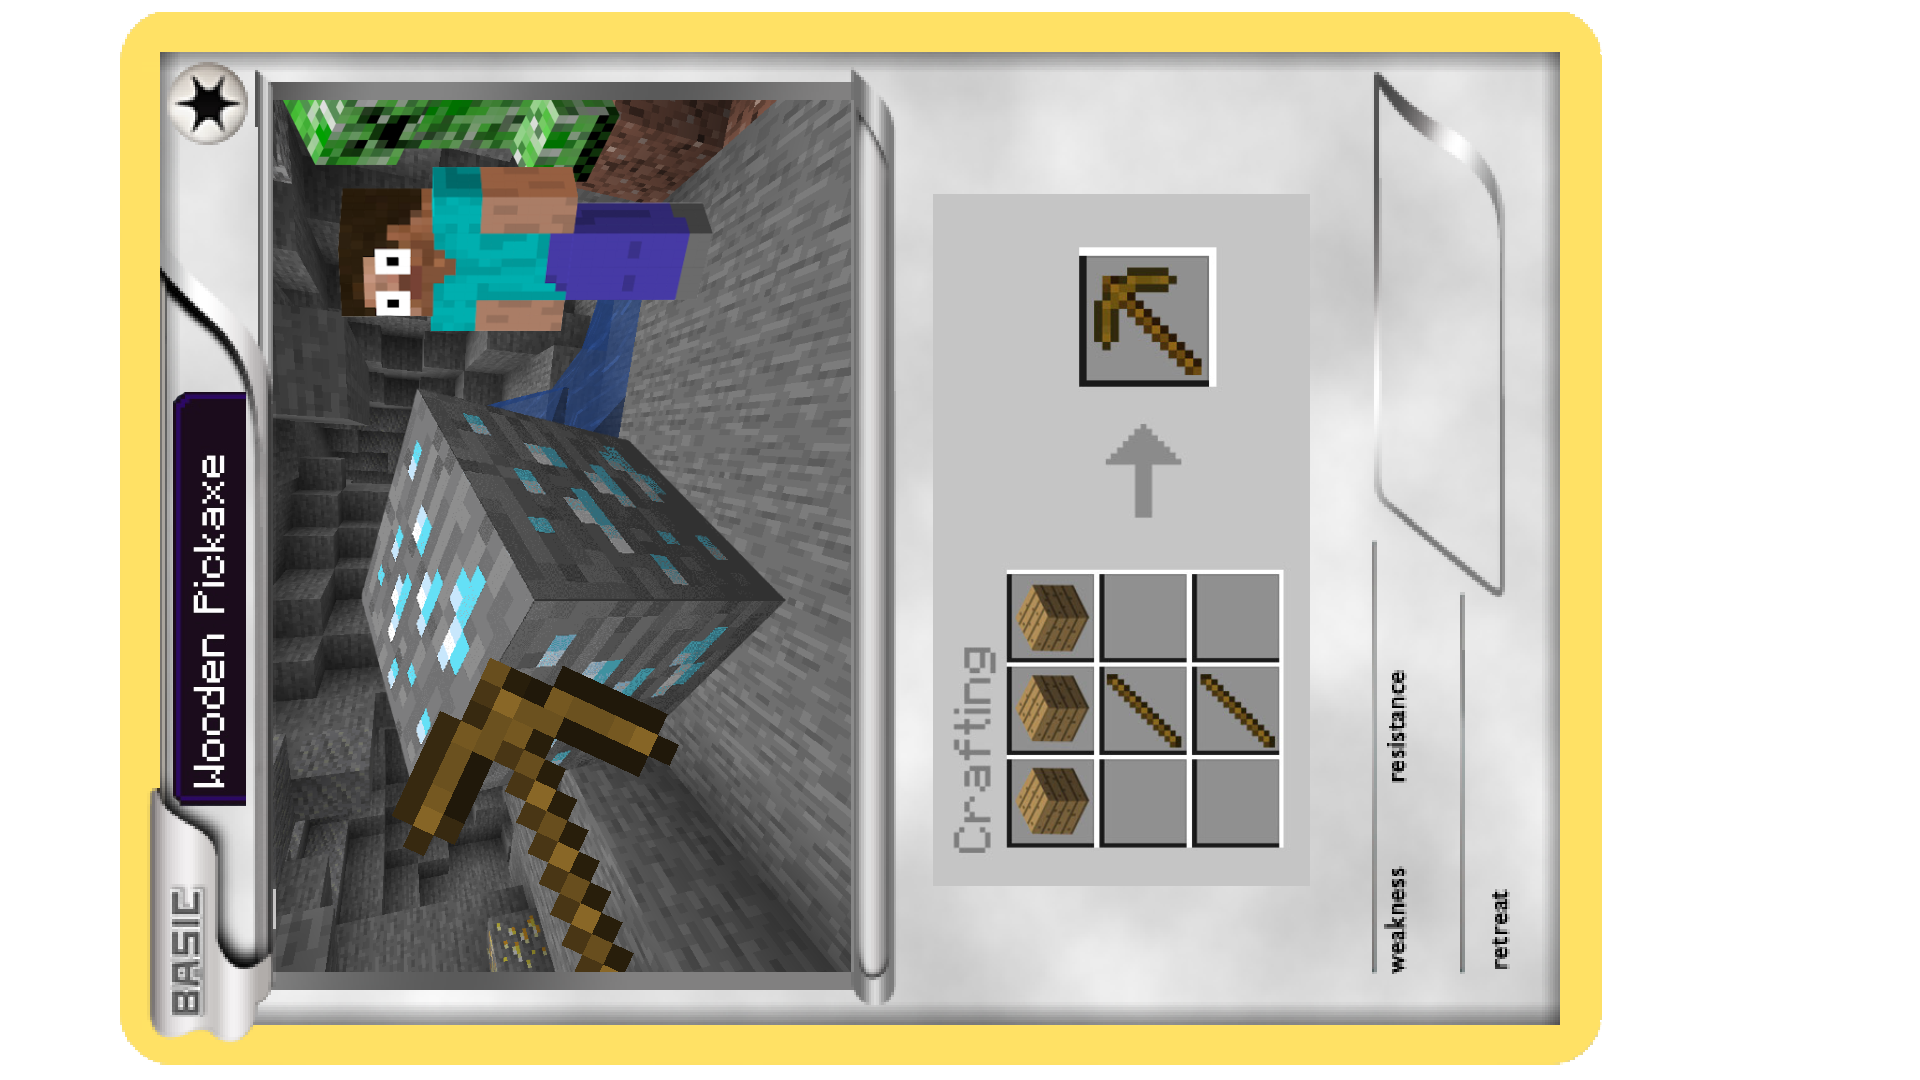 BASIC
Wooden Pickaxe
Crafting
weakness
resistance
retreat